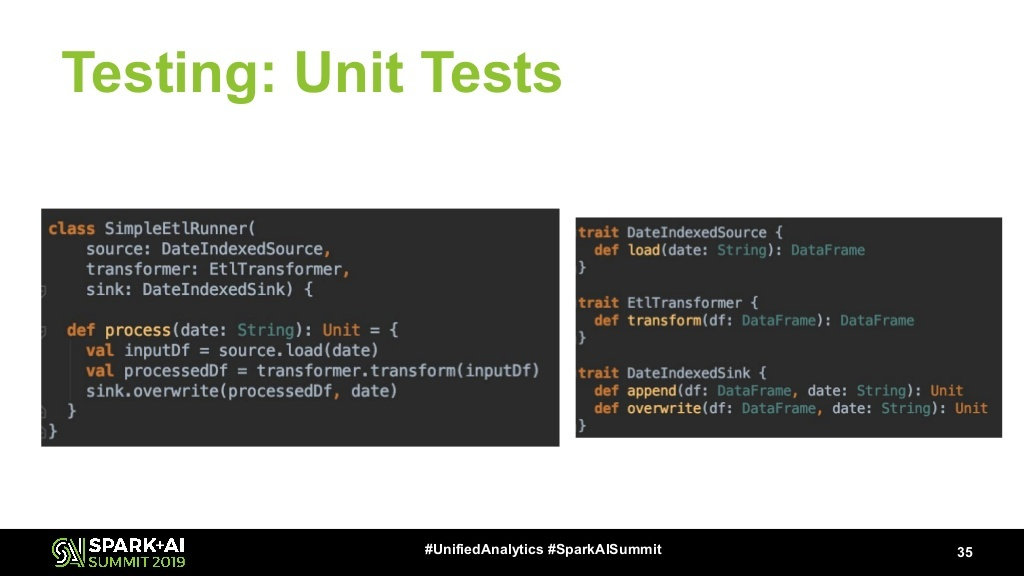 Testing: Unit Tests
class SimpleEtlRunner(
    source: DateIndexedSource,
    transformer: EtlTransformer,
    sink: DateIndexedSink) {
  def process(date: String): Unit = {
    val inputDf = source.load(date)
    val processedDf = transformer.transform(inputDf)
    sink.overwrite(processedDf, date)
  }
}
trait DateIndexedSource {
  def load(date: String): DataFrame
}
trait EtlTransformer {
  def transform(df: DataFrame): DataFrame
}
trait DateIndexedSink {
  def append(df: DataFrame, date: String): Unit
  def overwrite(df: DataFrame, date: String): Unit
}
SPARK+AI
SUMMIT 2019
#UnifiedAnalytics #SparkAISummit
35